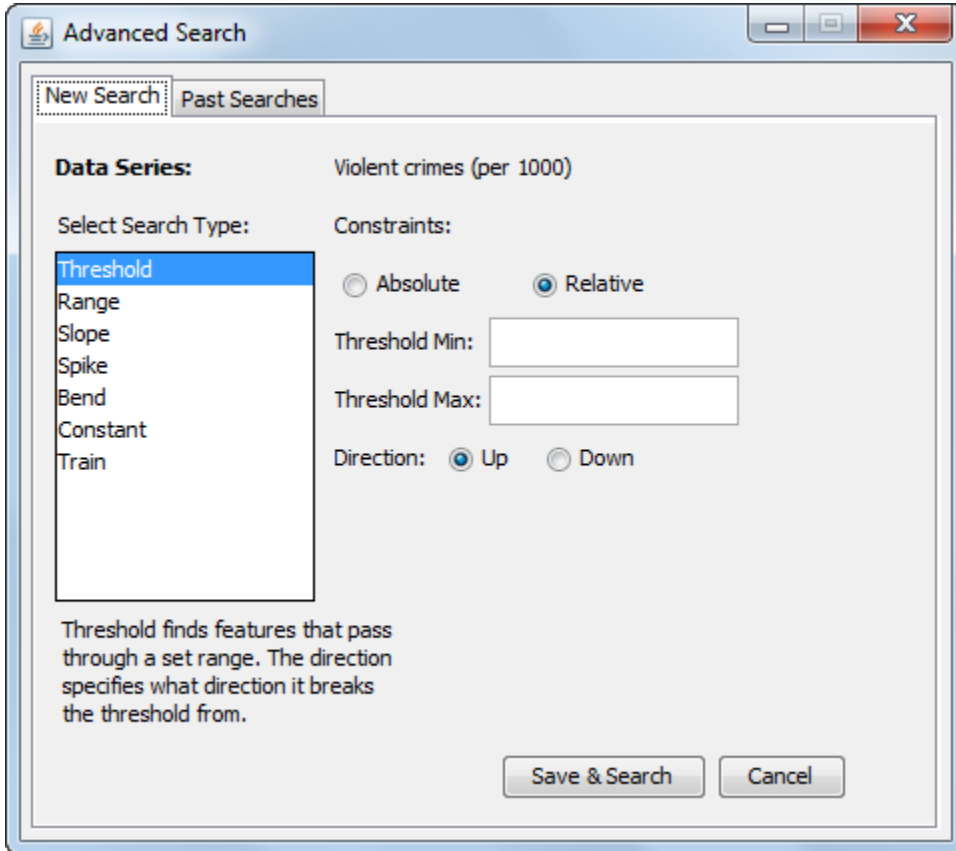 Advanced Search
New Search Past Searches
Data Series: Violent crimes (per 1000)
Select Search Type: Constraints:
Threshold
Range
Slope
Spike
Bend
Constant
Train
Absolute Relative
Threshold Min:
Threshold Max:
Direction: Up Down
Threshold finds features that pass
through a set range. The direction
specifies what direction it breaks
the threshold from.
Save & Search Cancel